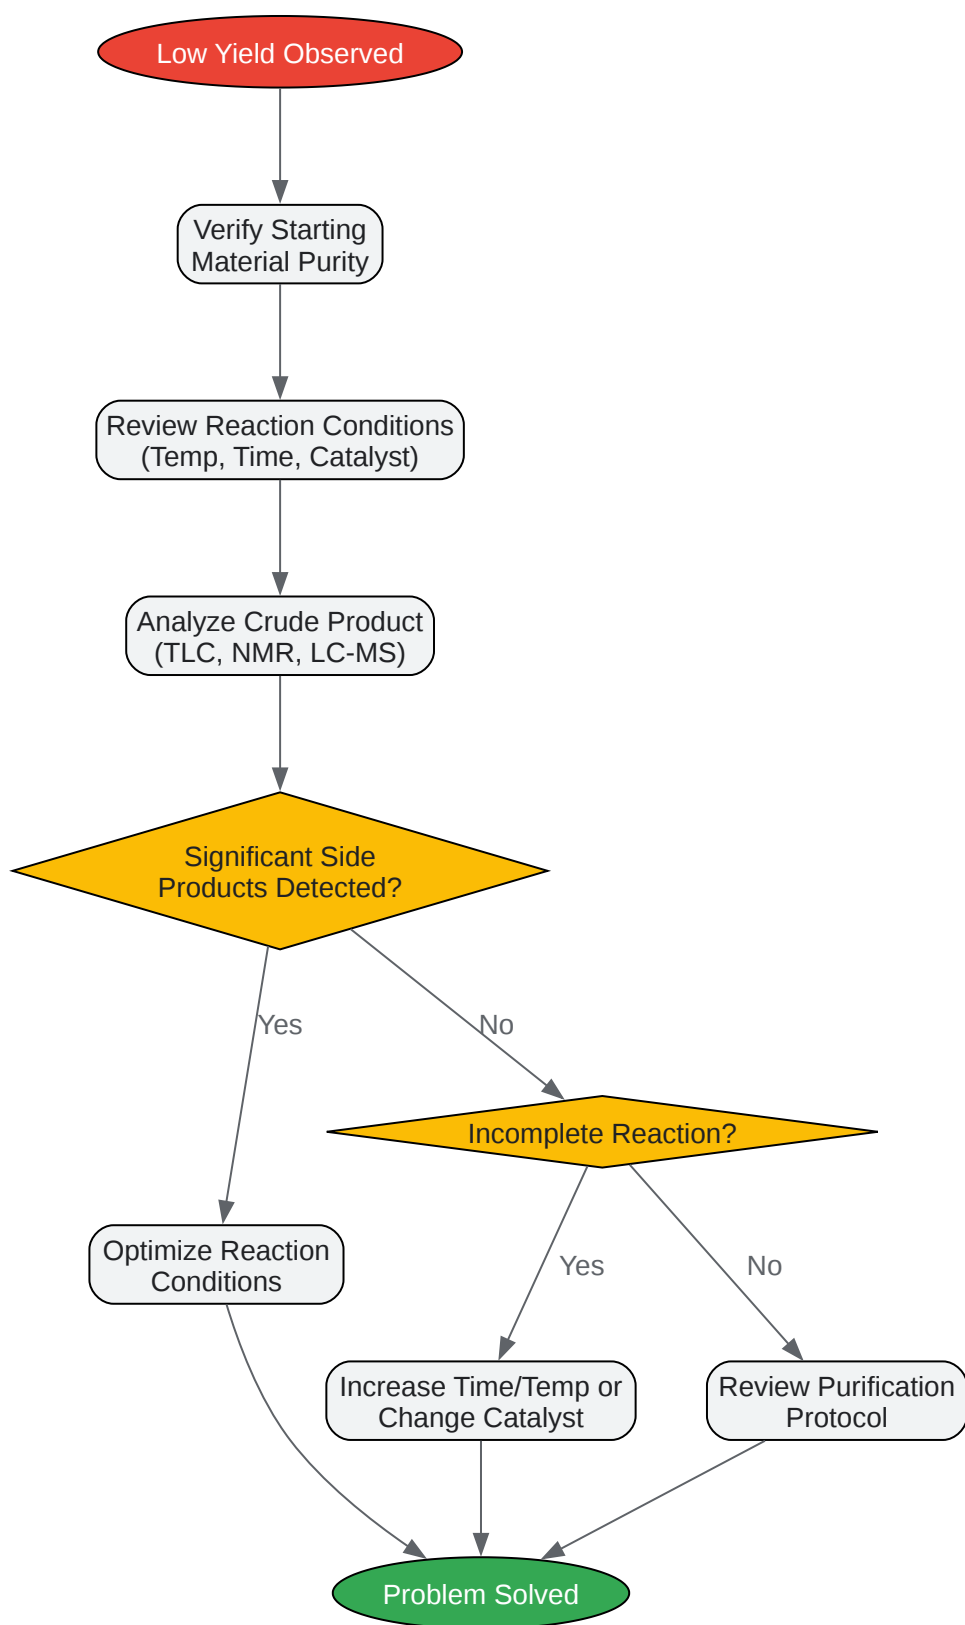 Low Yield Observed
Verify Starting
Material Purity
Review Reaction Conditions
(Temp, Time, Catalyst)
Analyze Crude Product
(TLC, NMR, LC-MS)
Significant Side
Products Detected?
Yes
No
Incomplete Reaction?
Optimize Reaction
Conditions
Yes
No
Increase Time/Temp or
Change Catalyst
Review Purification
Protocol
Problem Solved